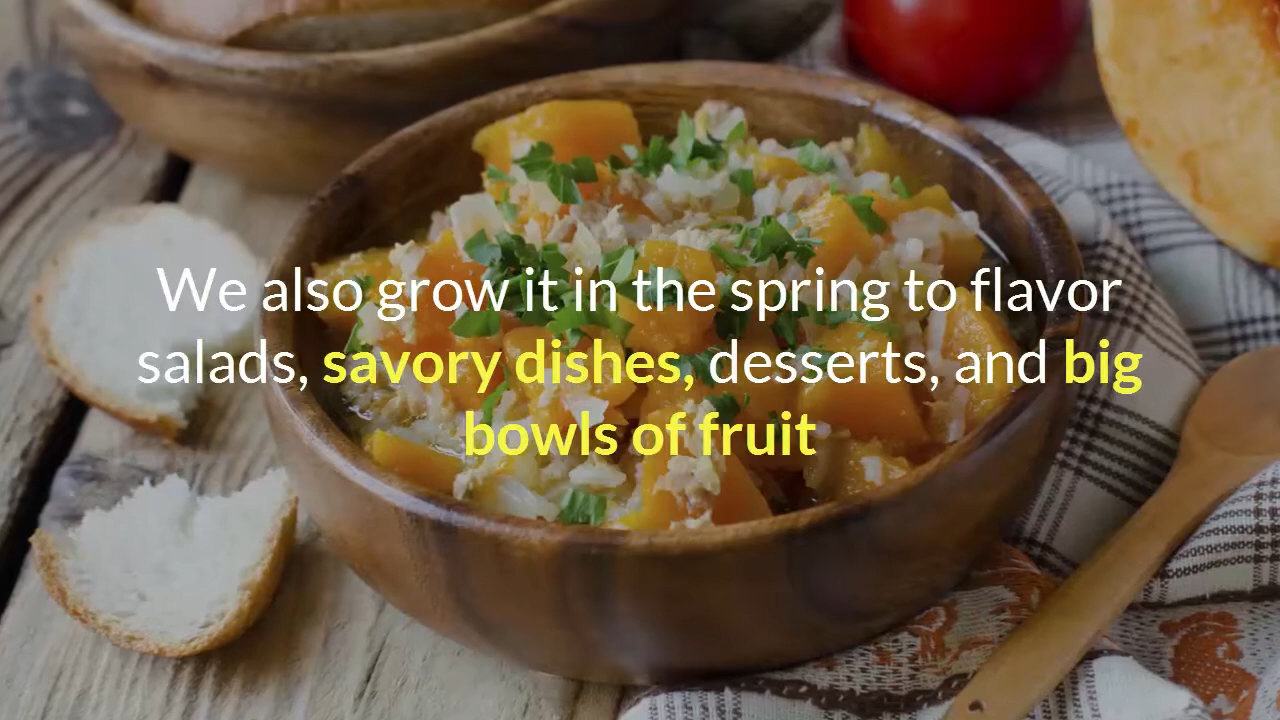 We also grow it in the spring to flavor
salads, savory dishes, desserts, and big
bowls of fruit